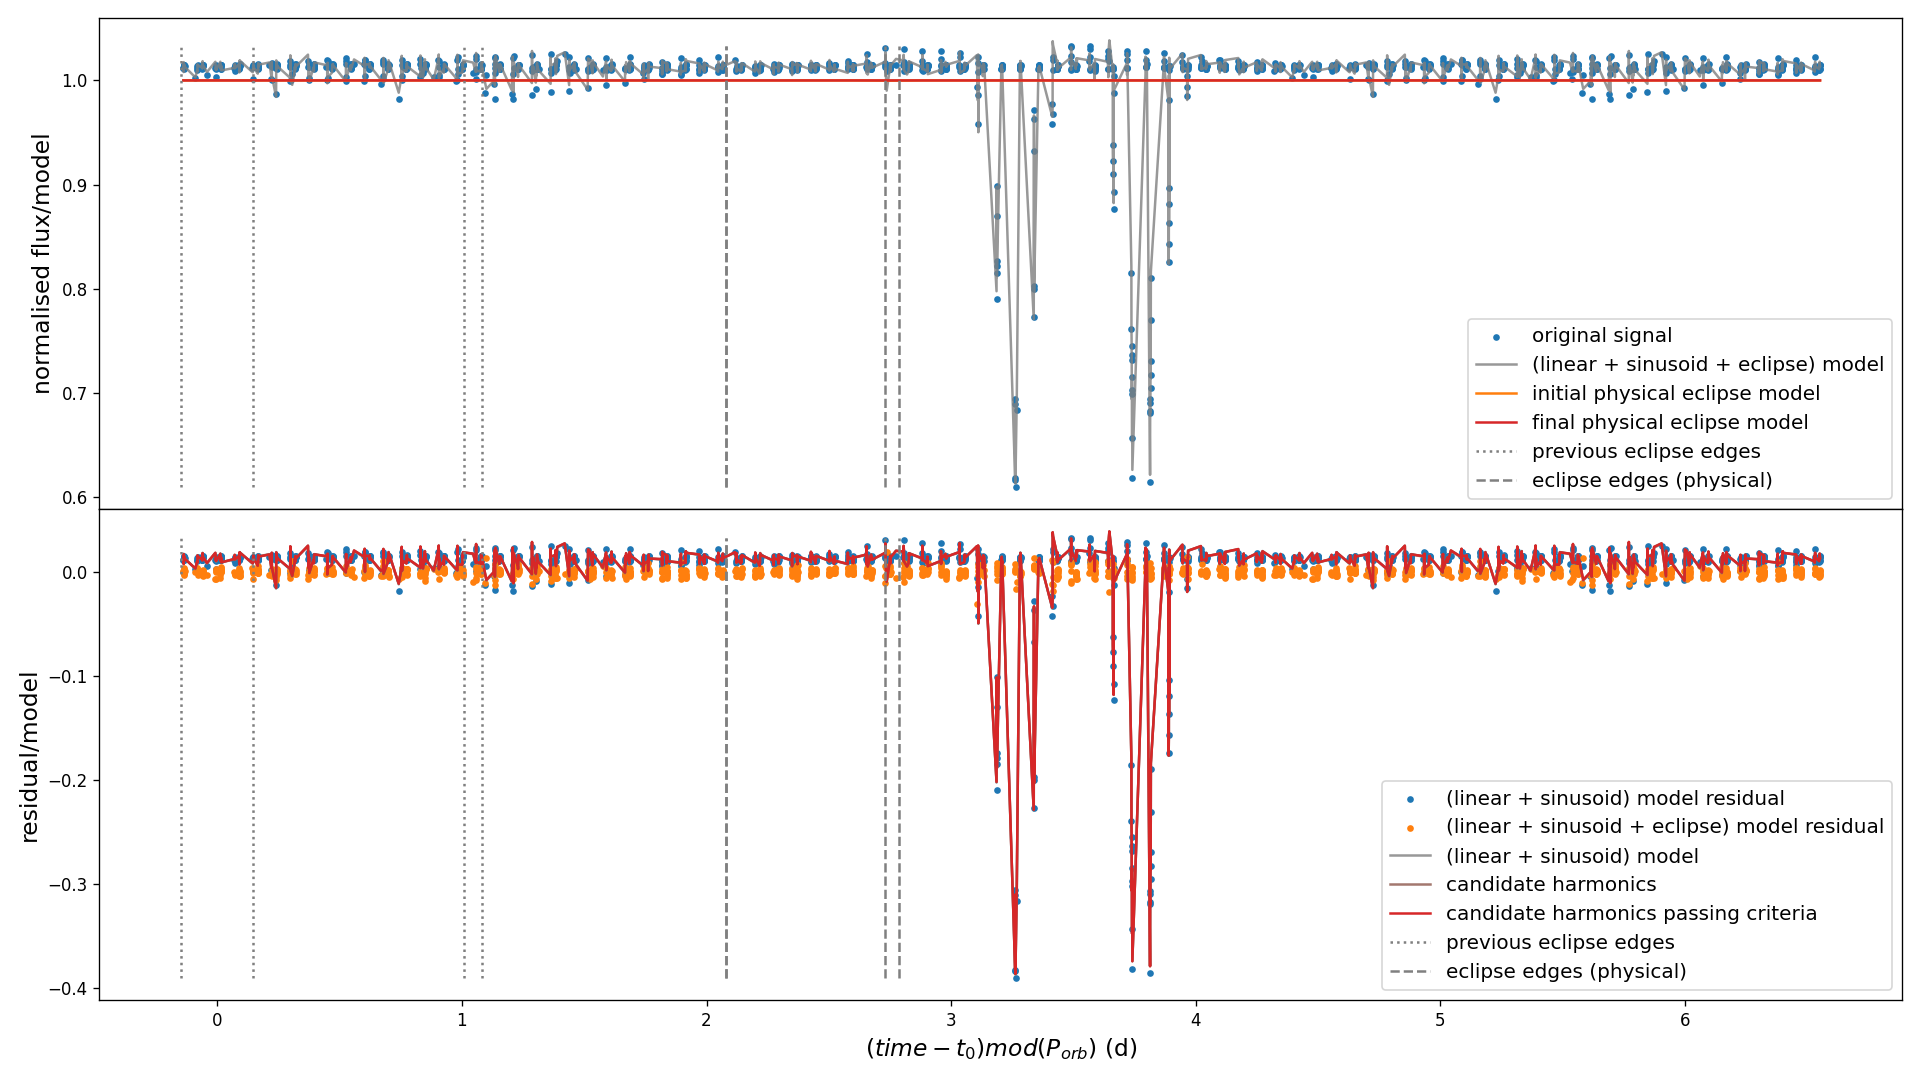 normalised flux/model
1.0
0.9
0.8
0.7
0.6
original signal
(linear + sinusoid + eclipse) model
initial physical eclipse model
final physical eclipse model
previous eclipse edges
eclipse edges (physical)
residual/model
0.0
−0.1
−0.2
−0.3
−0.4
(linear + sinusoid) model residual
(linear + sinusoid + eclipse) model residual
(linear + sinusoid) model
candidate harmonics
candidate harmonics passing criteria
previous eclipse edges
eclipse edges (physical)
0 1 2 3 4 5 6
(time − t₀)mod(Pₒᵣb) (d)